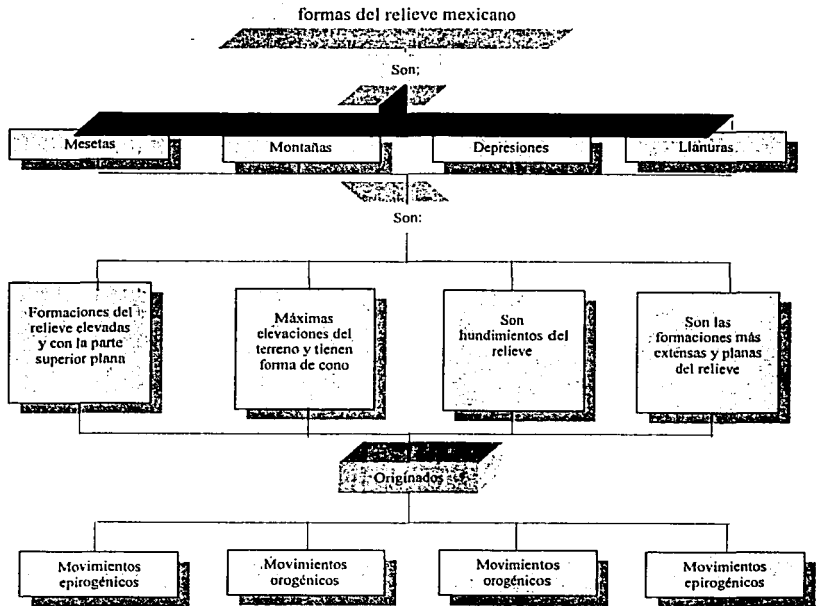 formas del relieve mexicano
Son;
Mesetas
Montañas
Depresiones
Llanuras
Son:
Formaciones del
relieve elevadas
y con la parte
superior plana
Máximas
elevaciones del
terreno y tienen
forma de cono
Son
hundimientos del
relieve
Son las
formaciones más
extensas y planas
del relieve
Originados
Movimientos
epirogénicos
Movimientos
orogénicos
Movimientos
orogénicos
Movimientos
epirogénicos